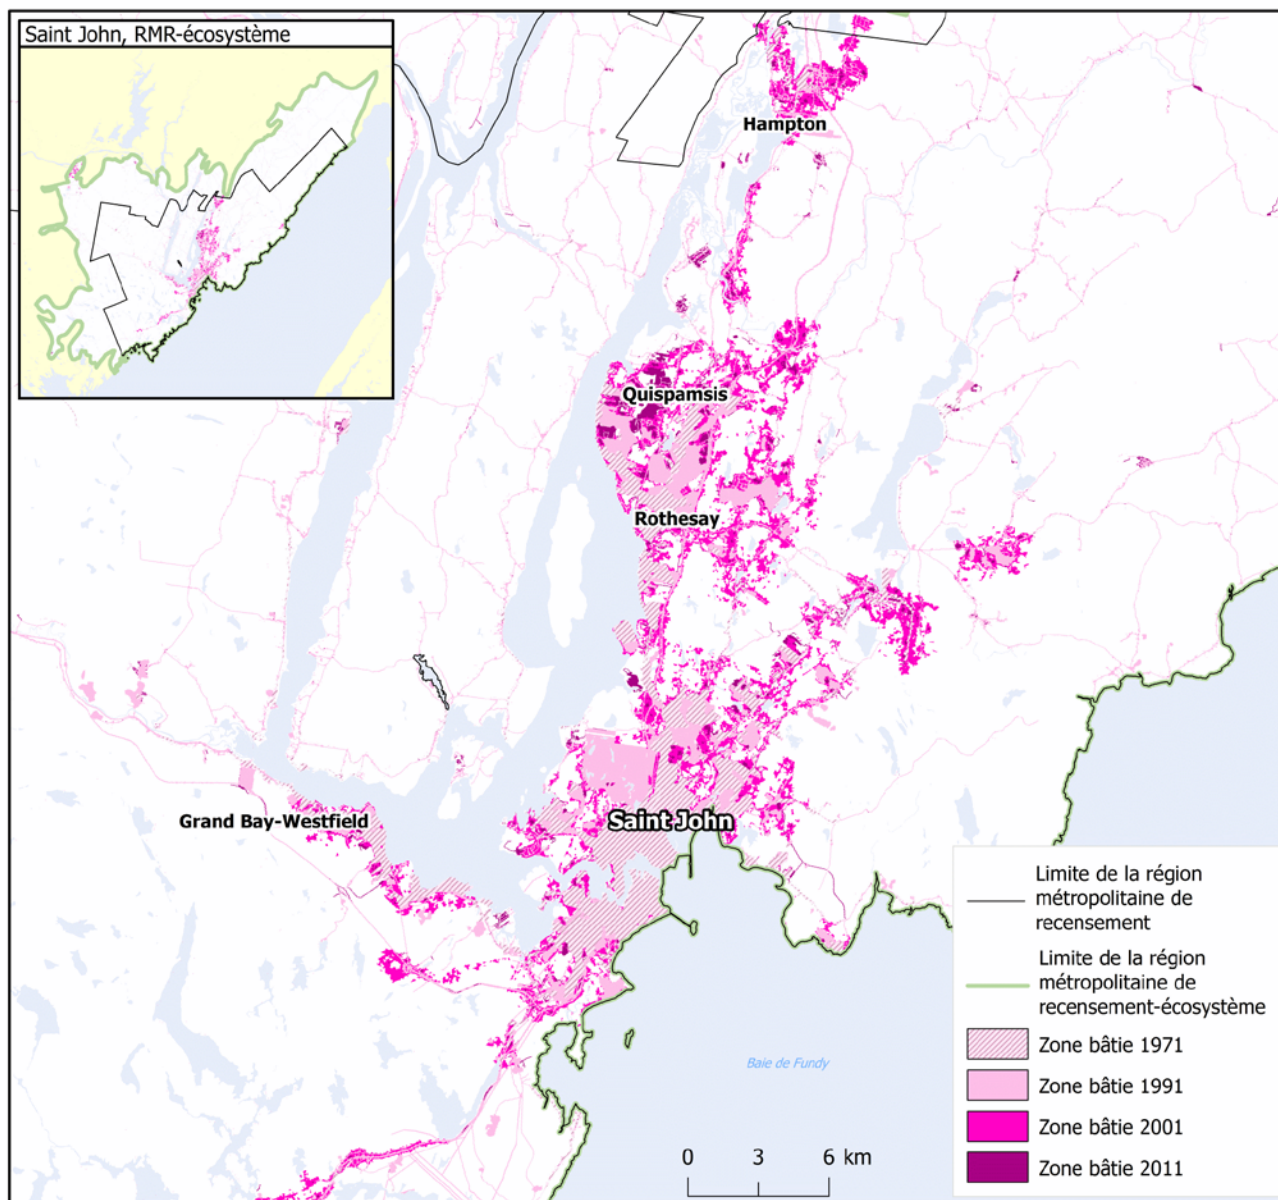 Saint John, RMR-écosystème
Hampton
Quispamsis
Rothesay
Grand Bay-Westfield
Saint John
Baie de Fundy
Limite de la région
métropolitaine de
recensement
Limite de la région
métropolitaine de
recensement-écosystème
Zone bâtie 1971
Zone bâtie 1991
Zone bâtie 2001
Zone bâtie 2011
0 3 6 km